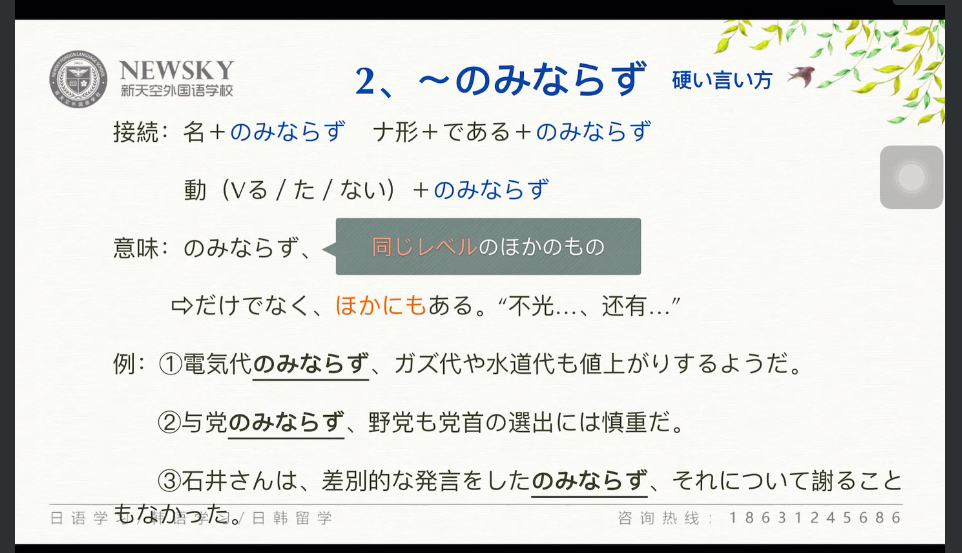 NEWSKY
新天空外国语学校
2、～のみならず 硬い言い方
接続：名＋のみならず ナ形＋である＋のみならず
動（Vる / た / ない）＋のみならず
意味：のみならず、 同じレベルのほかのもの
⇨だけでなく、ほかにもある。“不光…、还有…”
例：①電気代のみならず、ガズ代や水道代も値上がりするようだ。
②与党のみならず、野党も党首の選出には慎重だ。
③石井さんは、差別的な発言をしたのみならず、それについて謝ること
もなかった。
日语学习/韩语学习/日韩留学 咨询热线：18631245686